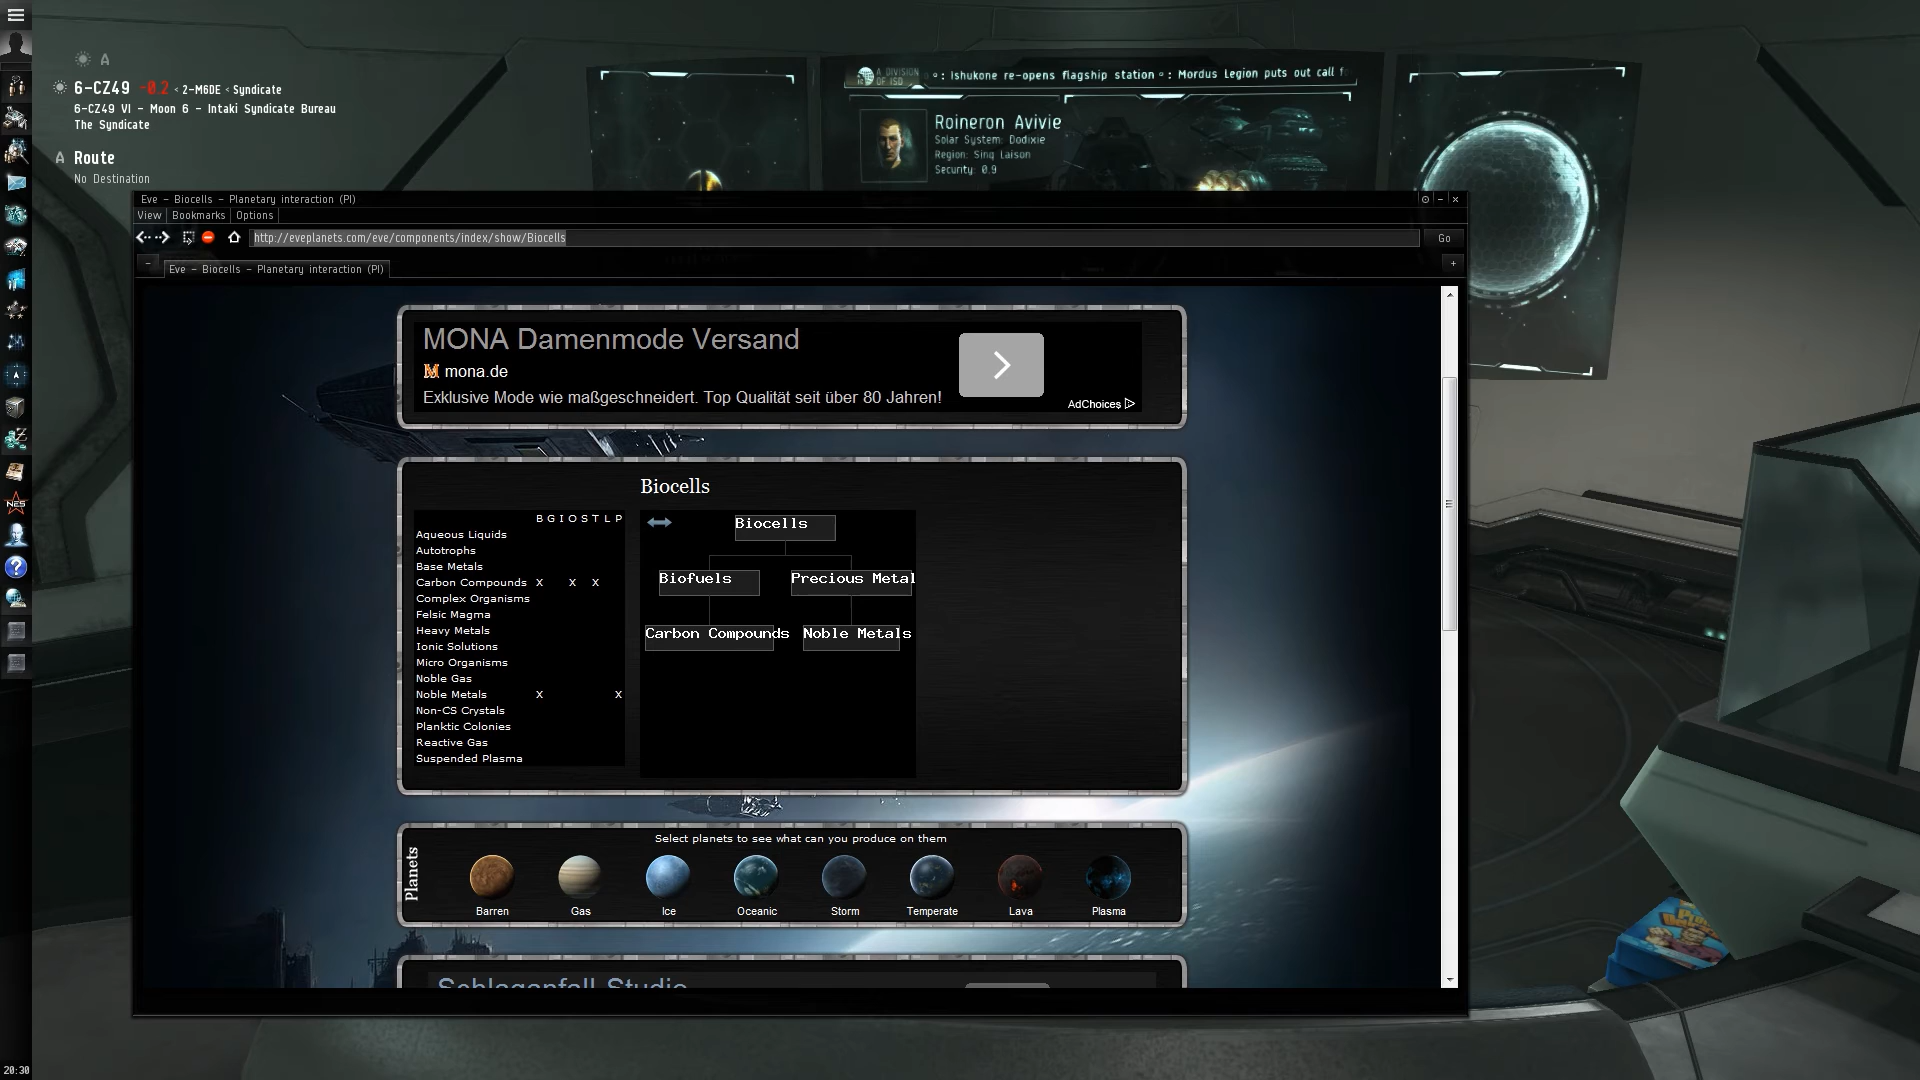 A
6-CZ49 -0.2 < 2-M6DE < Syndicate
6-CZ49 VI - Moon 6 - Intaki Syndicate Bureau
The Syndicate
A Route
No Destination
A DIVISION
OF ISD
: Ishukone re-opens flagship station : Mordus Legion puts out call f
Roineron Avivie
Solar System: Dodixie
Region: Sinq Laison
Security: 0.9
Eve - Biocells - Planetary interaction (PI)
View Bookmarks Options
http://eveplanets.com/eve/components/index/show/Biocells Go
Eve - Biocells - Planetary interaction (PI)
MONA Damenmode Versand
M mona.de
Exklusive Mode wie maßgeschneidert. Top Qualität seit über 80 Jahren!
AdChoices
Biocells
B G I O S T L P
Aqueous Liquids
Autotrophs
Base Metals
Carbon Compounds X X X
Complex Organisms
Felsic Magma
Heavy Metals
Ionic Solutions
Micro Organisms
Noble Gas
Noble Metals X X
Non-CS Crystals
Planktic Colonies
Reactive Gas
Suspended Plasma
Biocells
Biofuels Precious Metal
Carbon Compounds Noble Metals
Select planets to see what can you produce on them
Planets
Barren Gas Ice Oceanic Storm Temperate Lava Plasma
Schlaganfall Studie
NES
20:30